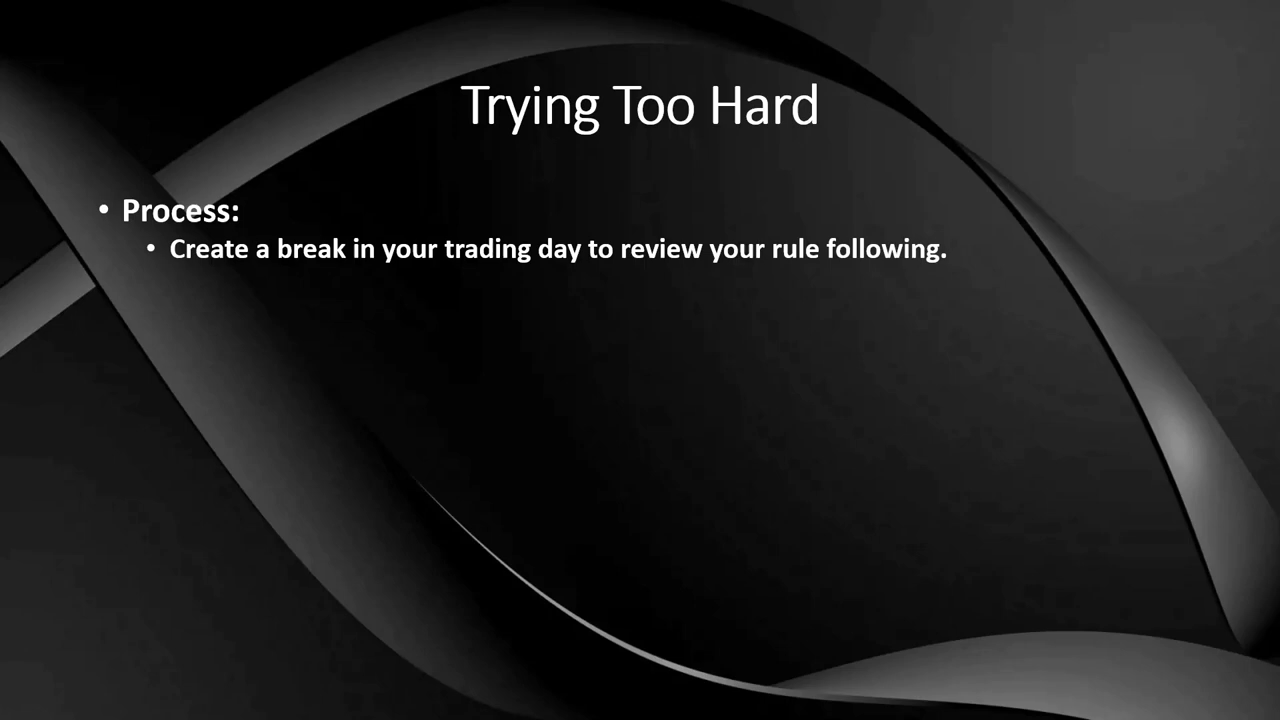 Trying Too Hard
• Process:
• Create a break in your trading day to review your rule following.